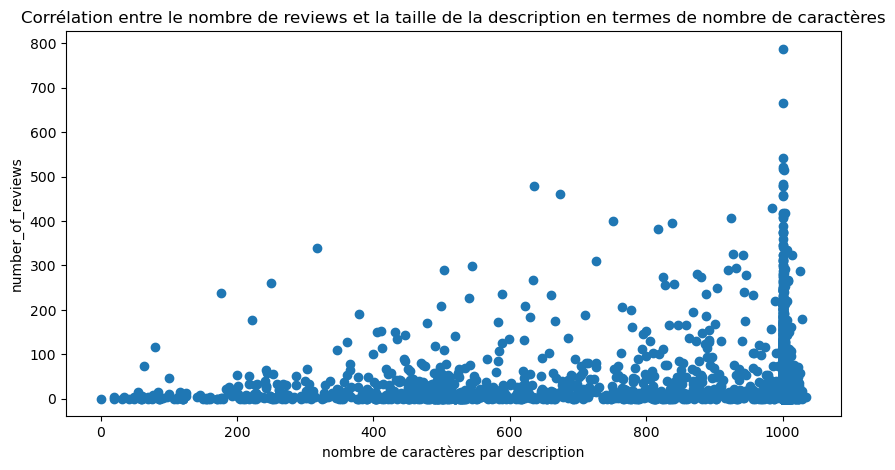 Corrélation entre le nombre de reviews et la taille de la description en termes de nombre de caractères
800
700
600
500
400
300
200
100
0
number_of_reviews
0 200 400 600 800 1000
nombre de caractères par description